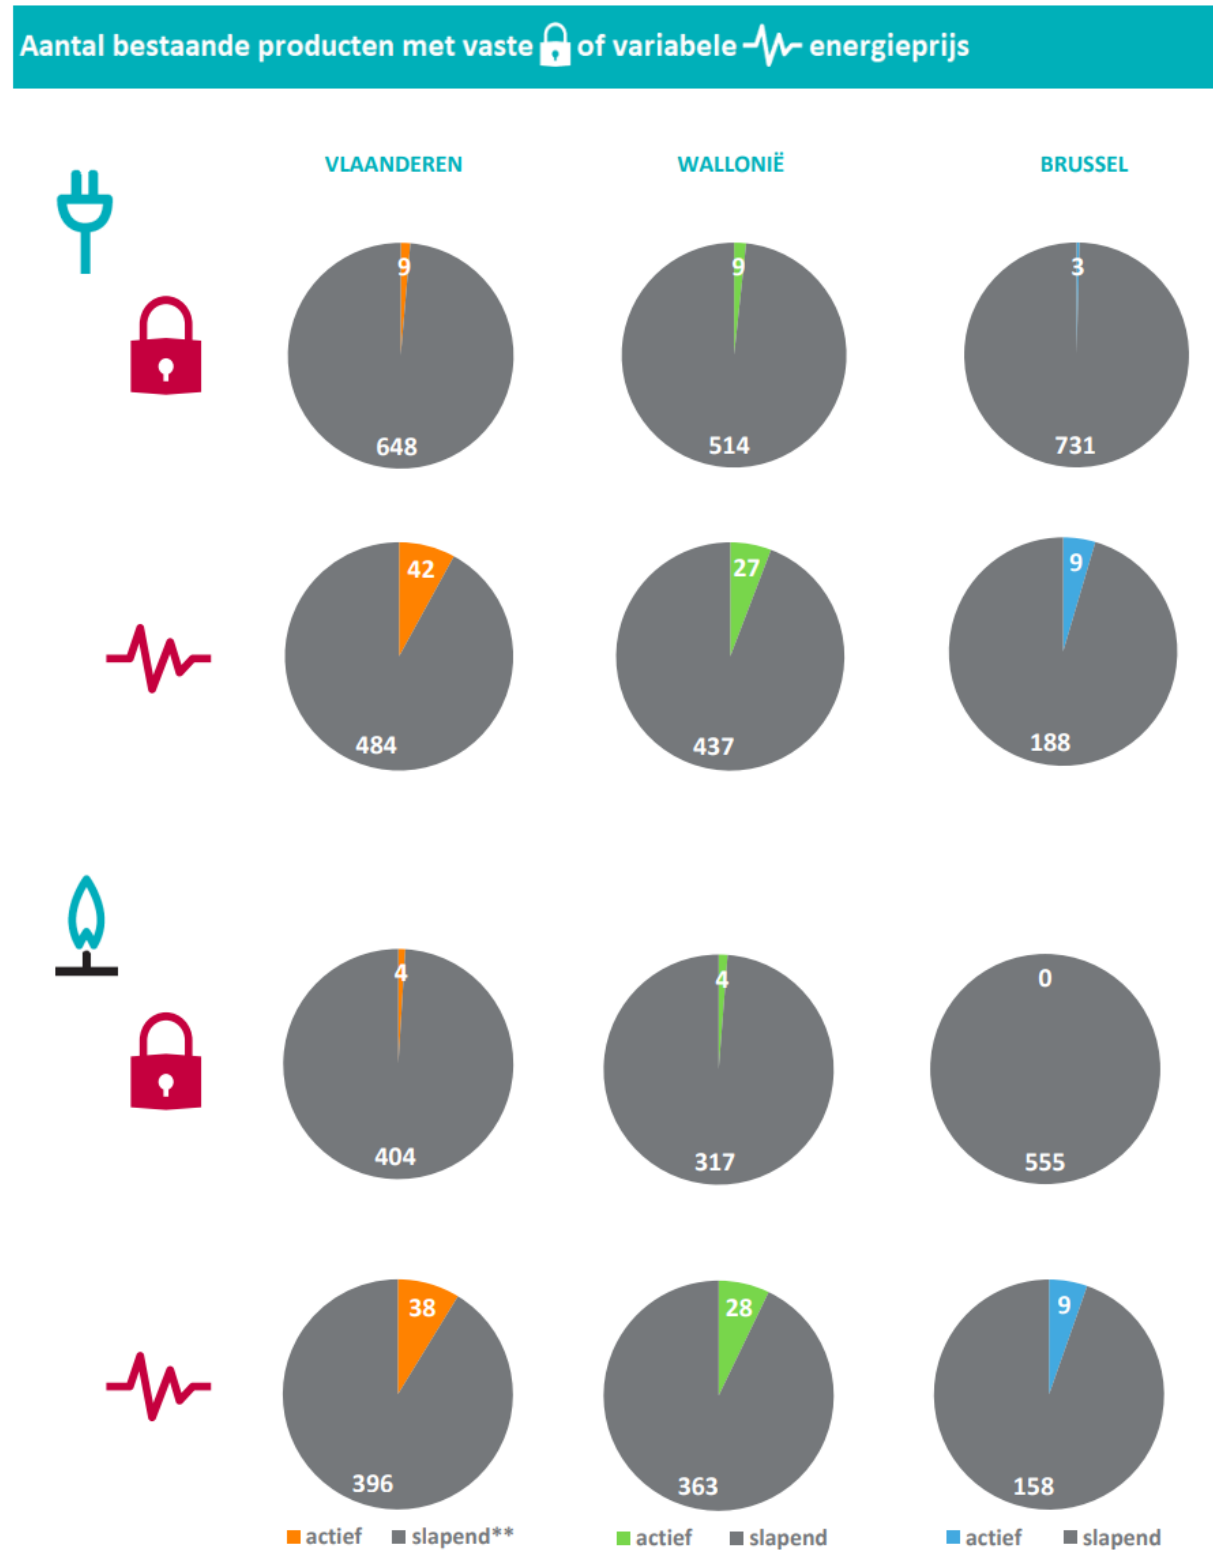 Aantal bestaande producten met vaste of variabele energieprijs
VLAANDEREN WALLONIË BRUSSEL
9 9 3
648 514 731
42 27 9
484 437 188
4 4 0
404 317 555
38 28 9
396 363 158
actief slapend** actief slapend actief slapend